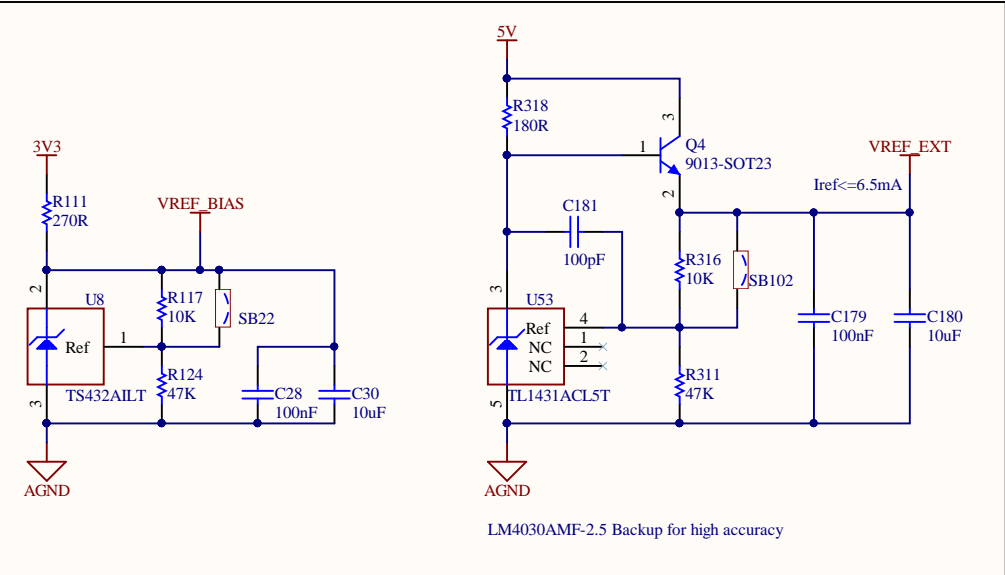 5V
R318
180R
3
Q4
1
9013-SOT23
3V3
VREF_EXT
Iref<=6.5mA
R111
270R
VREF_BIAS
2
C181
100pF
R316
10K
SB102
2
U8
R117
10K
SB22
3
U53
Ref
1
Ref
4
NC
1
NC
2
C179
100nF
C180
10uF
R124
47K
R311
47K
3
TS432AILT
C28
100nF
C30
10uF
5
TL1431ACL5T
AGND
AGND
LM4030AMF-2.5 Backup for high accuracy